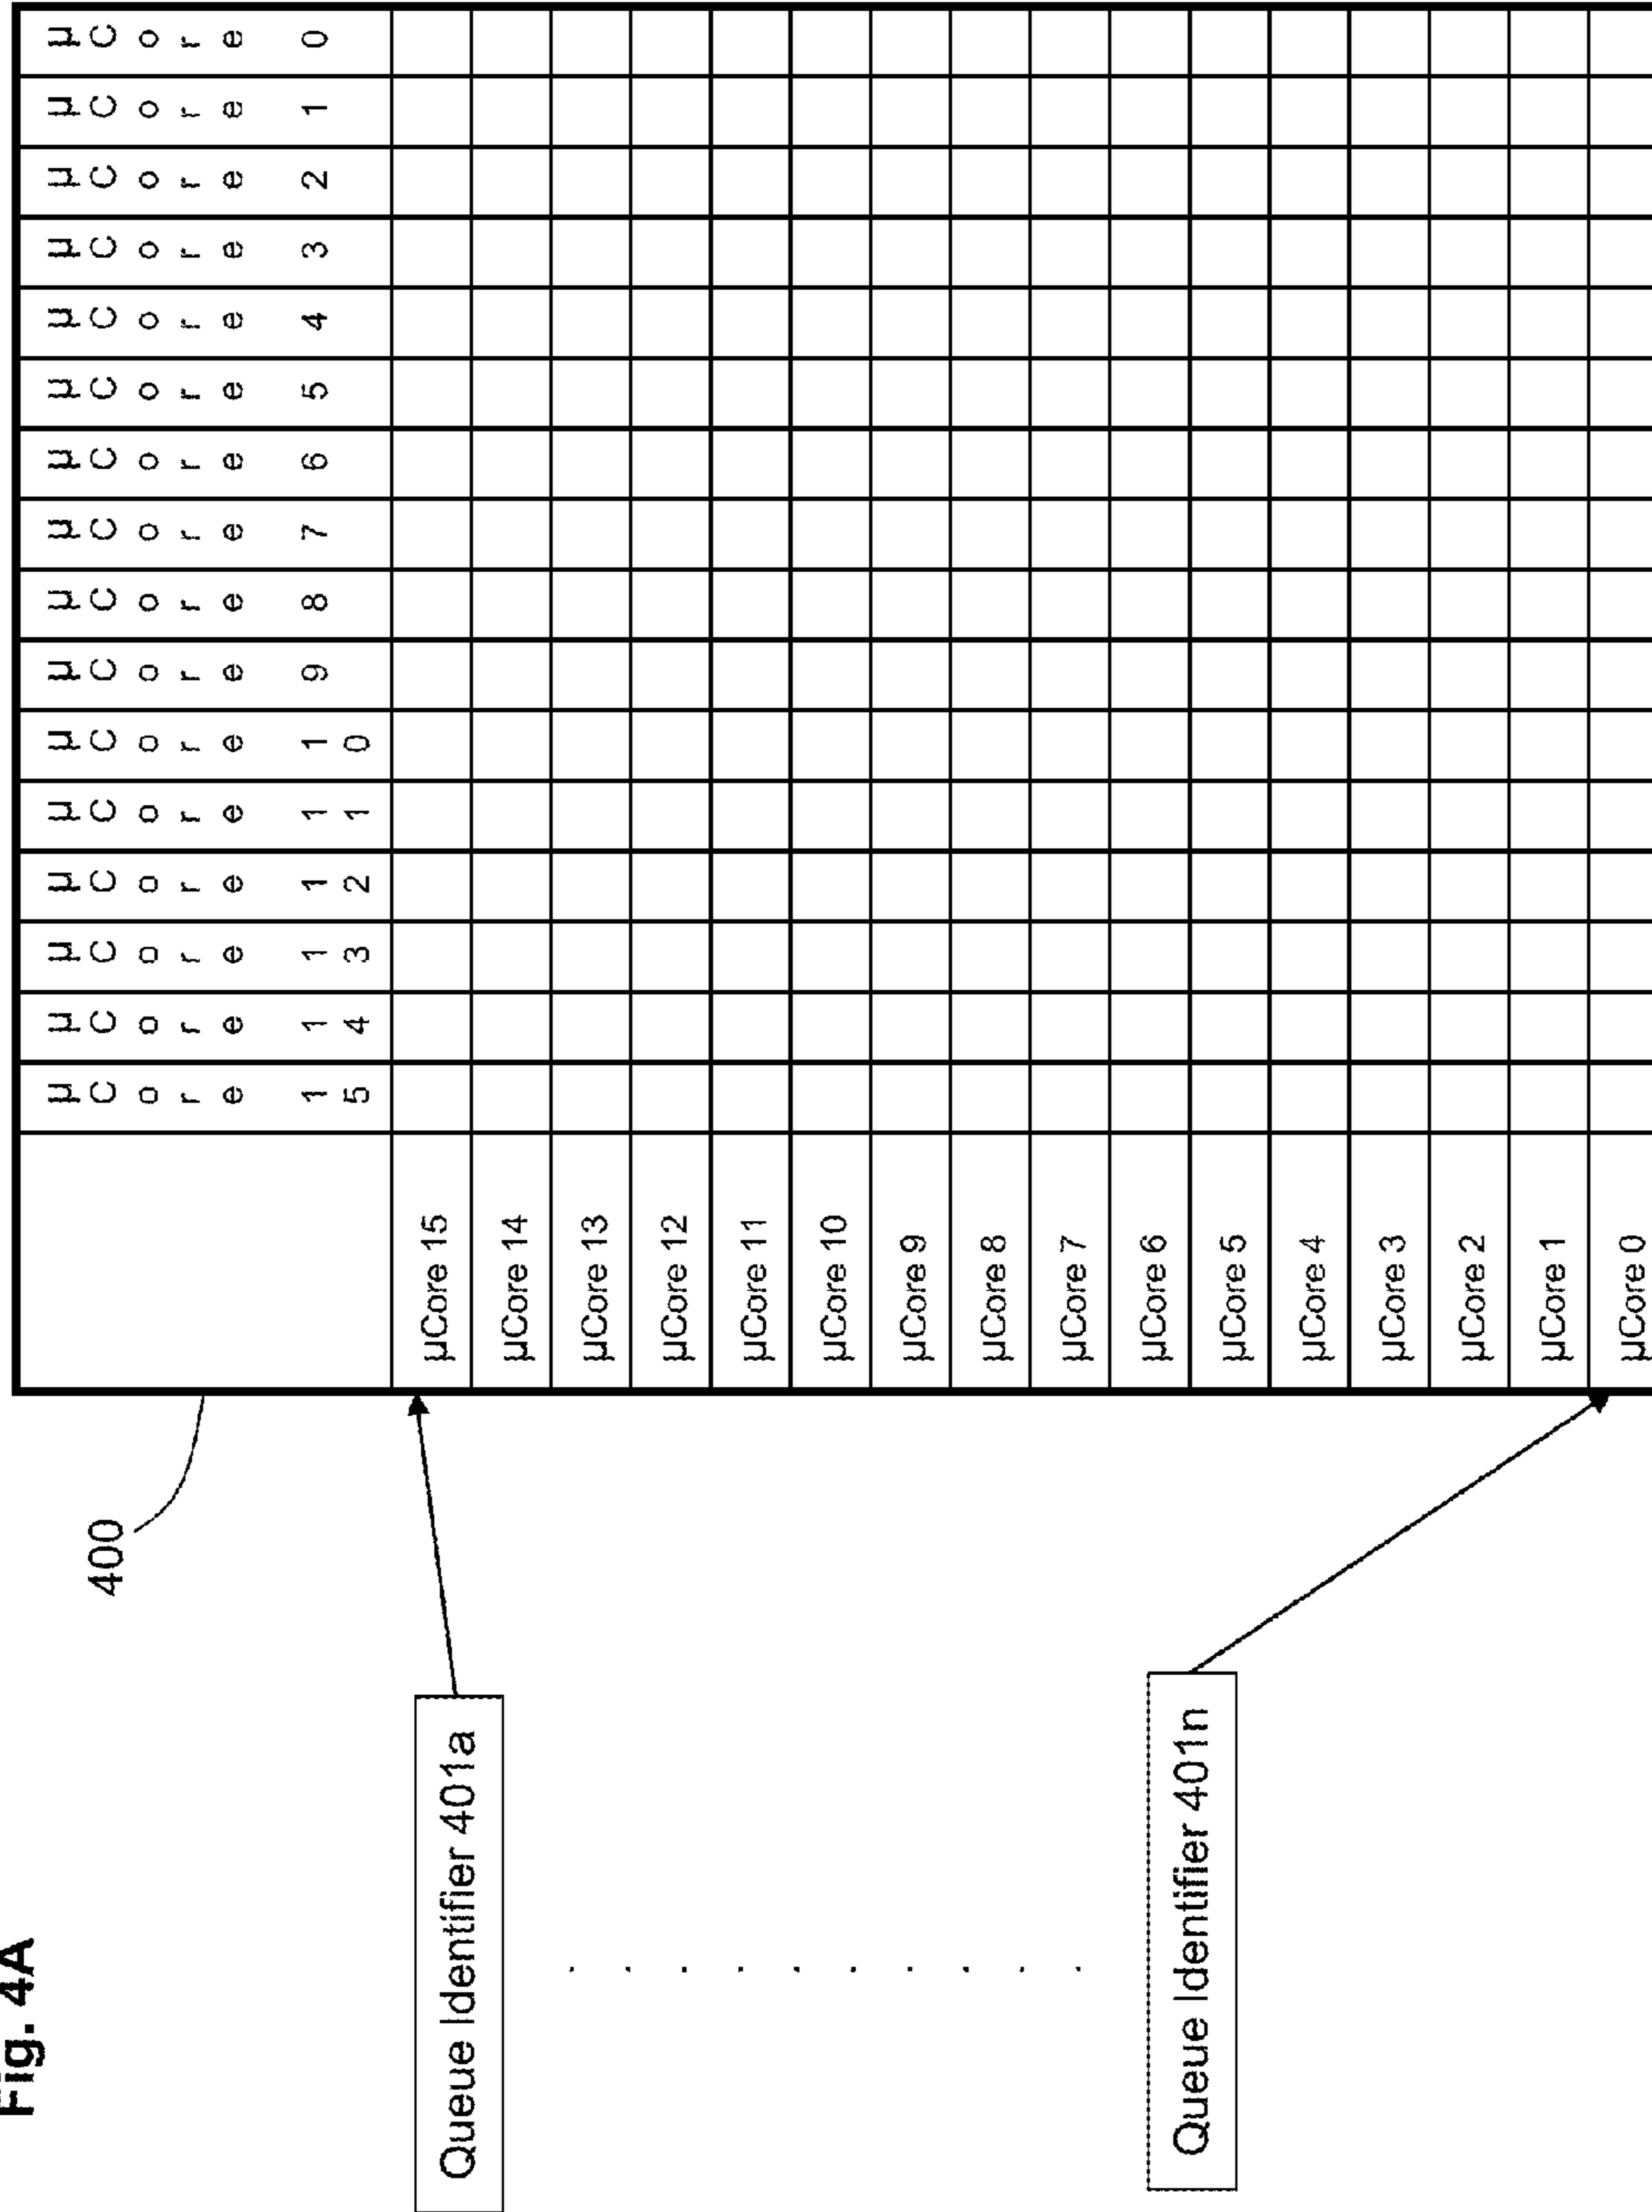 Fig. 4A
400
µCore 15
µCore 14
µCore 13
µCore 12
µCore 11
µCore 10
µCore 9
µCore 8
µCore 7
µCore 6
µCore 5
µCore 4
µCore 3
µCore 2
µCore 1
µCore 0
µCore 15
µCore 14
µCore 13
µCore 12
µCore 11
µCore 10
µCore 9
µCore 8
µCore 7
µCore 6
µCore 5
µCore 4
µCore 3
µCore 2
µCore 1
µCore 0
Queue Identifier 401a
Queue Identifier 401n